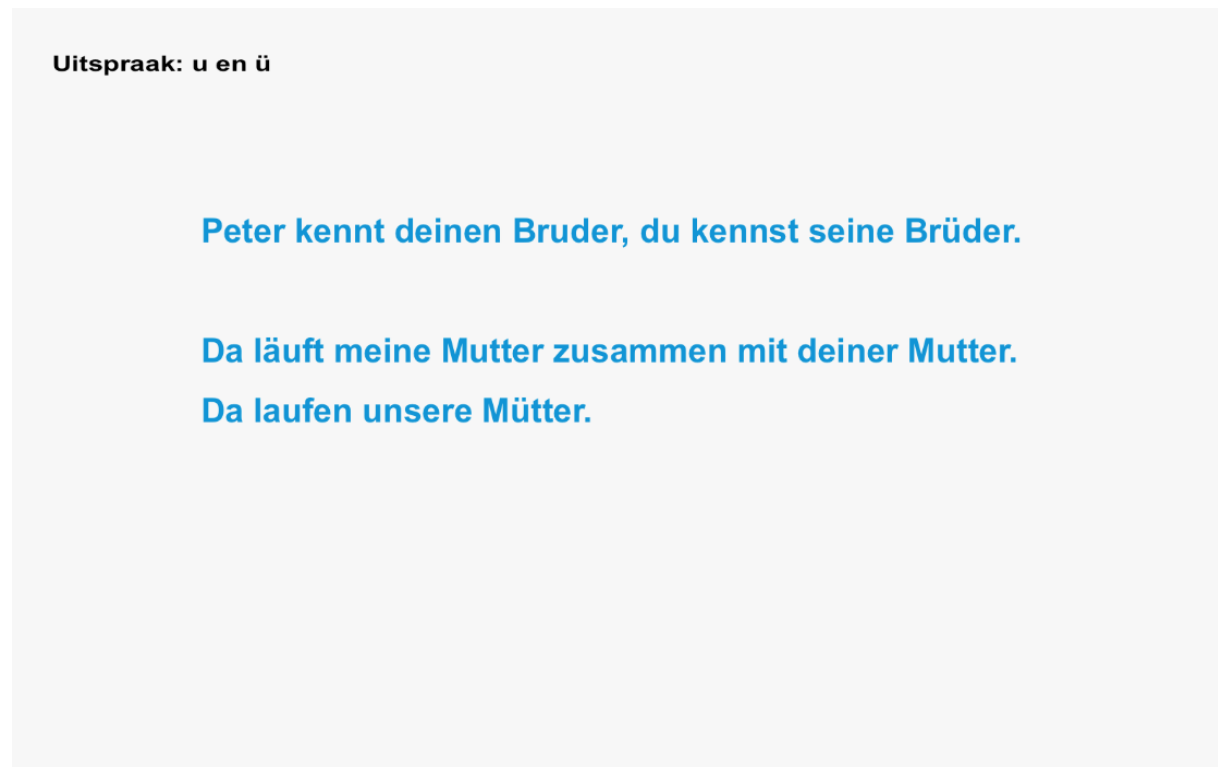 Uitspraak: u en ü
Peter kennt deinen Bruder, du kennst seine Brüder.
Da läuft meine Mutter zusammen mit deiner Mutter.
Da laufen unsere Mütter.